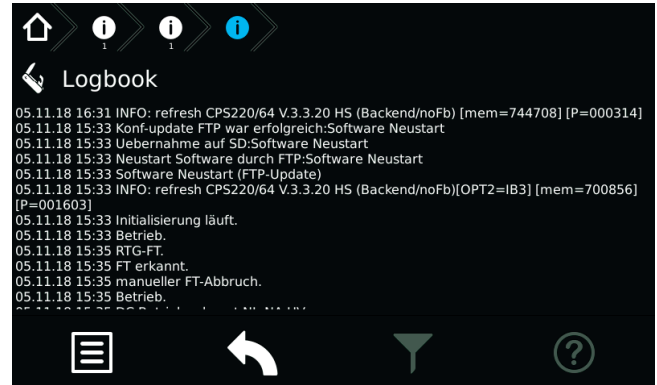 1
1
Logbook
05.11.18 16:31 INFO: refresh CPS220/64 V.3.3.20 HS (Backend/noFb) [mem=744708] [P=000314]
05.11.18 15:33 Konf-update FTP war erfolgreich:Software Neustart
05.11.18 15:33 Uebernahme auf SD:Software Neustart
05.11.18 15:33 Neustart Software durch FTP:Software Neustart
05.11.18 15:33 Software Neustart (FTP-Update)
05.11.18 15:33 INFO: refresh CPS220/64 V.3.3.20 HS (Backend/noFb)[OPT2=IB3] [mem=700856]
[P=001603]
05.11.18 15:33 Initialisierung läuft.
05.11.18 15:33 Betrieb.
05.11.18 15:35 RTG-FT.
05.11.18 15:35 FT erkannt.
05.11.18 15:35 manueller FT-Abbruch.
05.11.18 15:35 Betrieb.